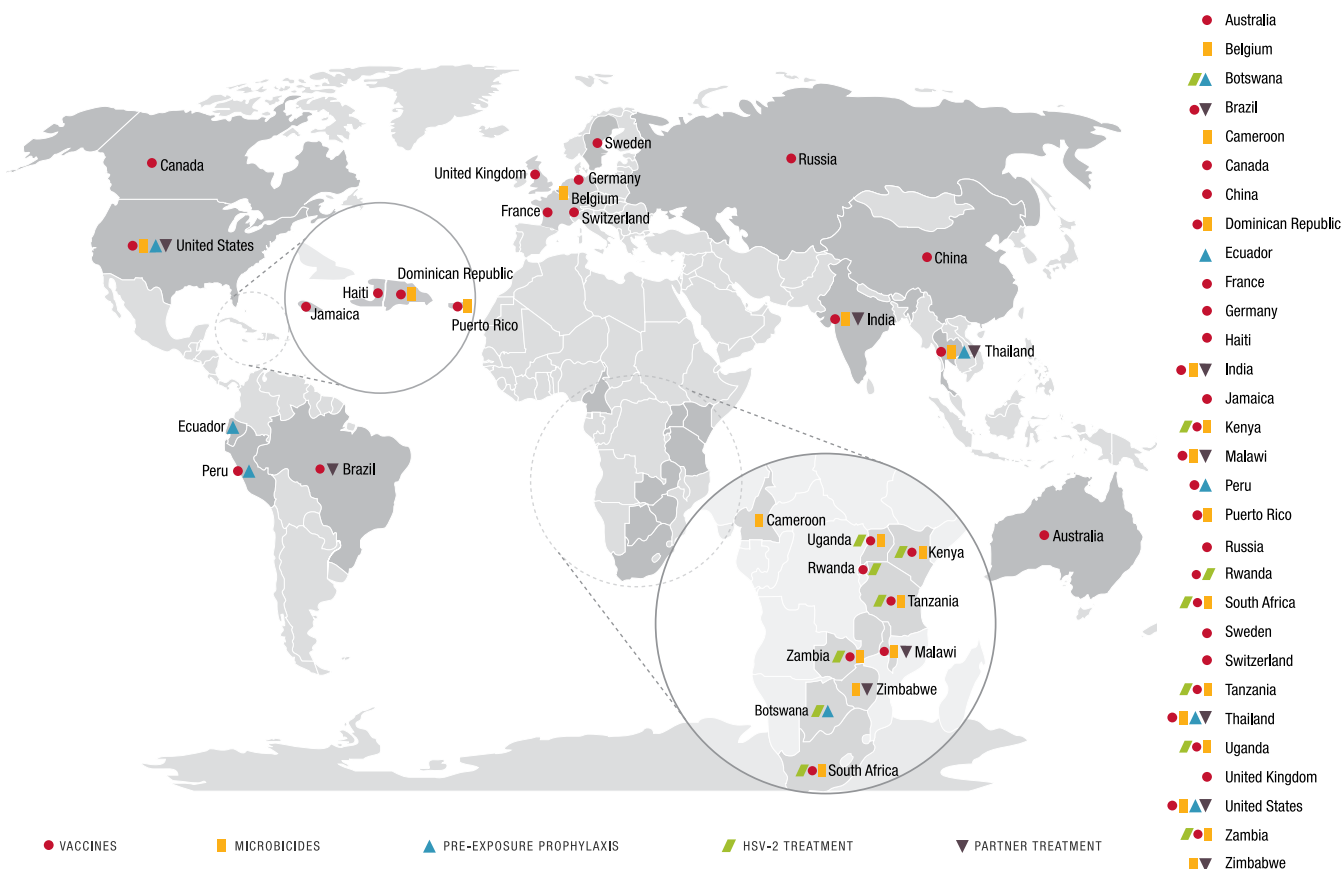 Canada
United States
Sweden
United Kingdom
Germany
Belgium
France
Switzerland
Russia
China
Dominican Republic
Haiti
Jamaica
Puerto Rico
India
Thailand
Ecuador
Peru
Brazil
Cameroon
Uganda
Kenya
Rwanda
Tanzania
Zambia
Malawi
Zimbabwe
Botswana
South Africa
Australia
Australia
Belgium
Botswana
Brazil
Cameroon
Canada
China
Dominican Republic
Ecuador
France
Germany
Haiti
India
Jamaica
Kenya
Malawi
Peru
Puerto Rico
Russia
Rwanda
South Africa
Sweden
Switzerland
Tanzania
Thailand
Uganda
United Kingdom
United States
Zambia
Zimbabwe
VACCINES
MICROBICIDES
PRE-EXPOSURE PROPHYLAXIS
HSV-2 TREATMENT
PARTNER TREATMENT